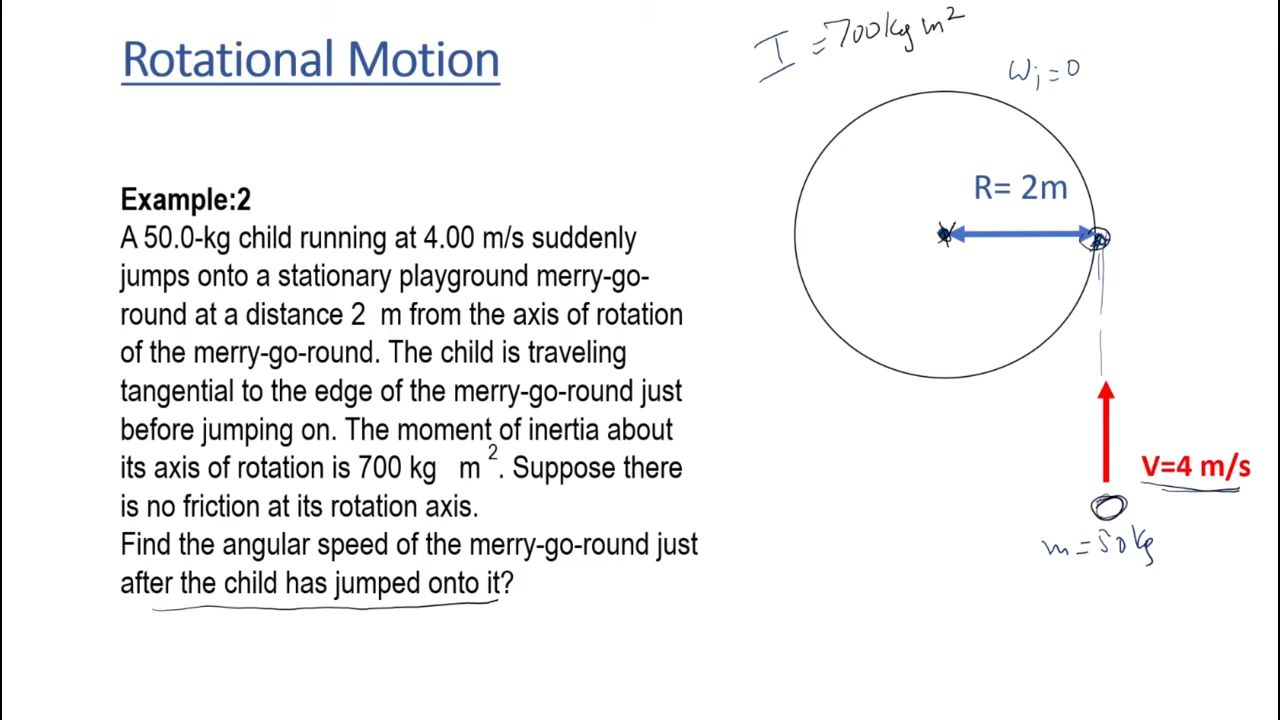 Rotational Motion
I = 700 kg m²
ωi = 0
R= 2m
Example:2
A 50.0-kg child running at 4.00 m/s suddenly
jumps onto a stationary playground merry-go-
round at a distance 2 m from the axis of rotation
of the merry-go-round. The child is traveling
tangential to the edge of the merry-go-round just
before jumping on. The moment of inertia about
its axis of rotation is 700 kg m ². Suppose there
is no friction at its rotation axis.
Find the angular speed of the merry-go-round just
after the child has jumped onto it?
V=4 m/s
m = 50 kg